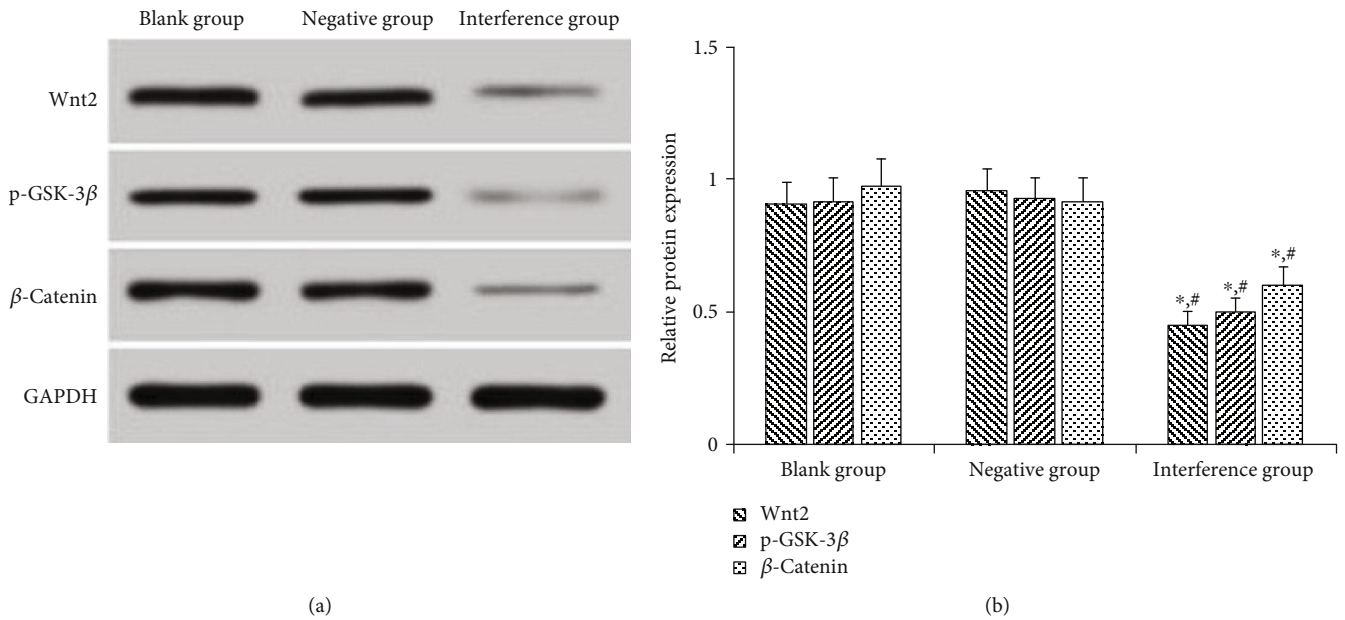 Blank group Negative group Interference group
Wnt2
p-GSK-3β
β-Catenin
GAPDH
(a)
Relative protein expression
1.5
1
0.5
0
*,#
*,#
*,#
Blank group Negative group Interference group
Wnt2
p-GSK-3β
β-Catenin
(b)